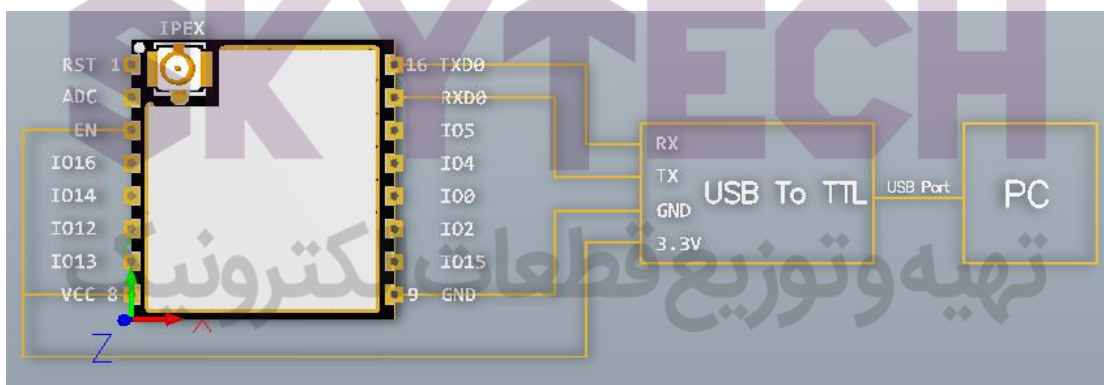 SKYTECH
IPEX
RST 1
ADC
EN
IO16
IO14
IO12
IO13
VCC 8
16 TXD0
RXD0
IO5
IO4
IO0
IO2
IO15
9 GND
RX
TX
GND
3.3V
USB To TTL
USB Port
PC
تهیه و توزیع قطعات الکترونیک
X
Z